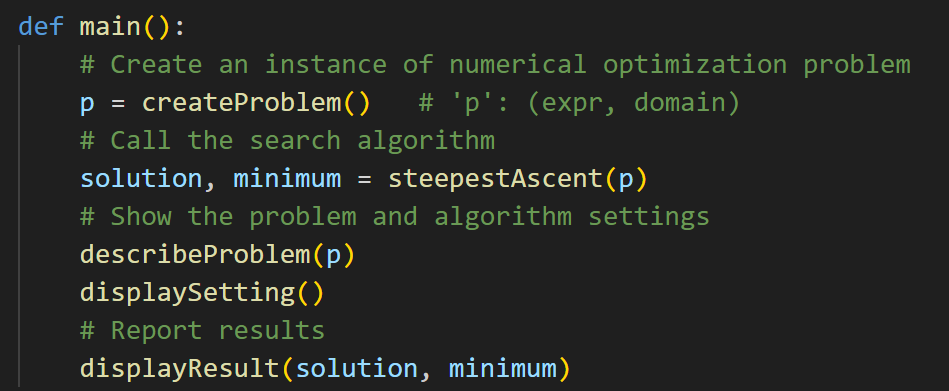 def main():
    # Create an instance of numerical optimization problem
    p = createProblem()   # 'p': (expr, domain)
    # Call the search algorithm
    solution, minimum = steepestAscent(p)
    # Show the problem and algorithm settings
    describeProblem(p)
    displaySetting()
    # Report results
    displayResult(solution, minimum)